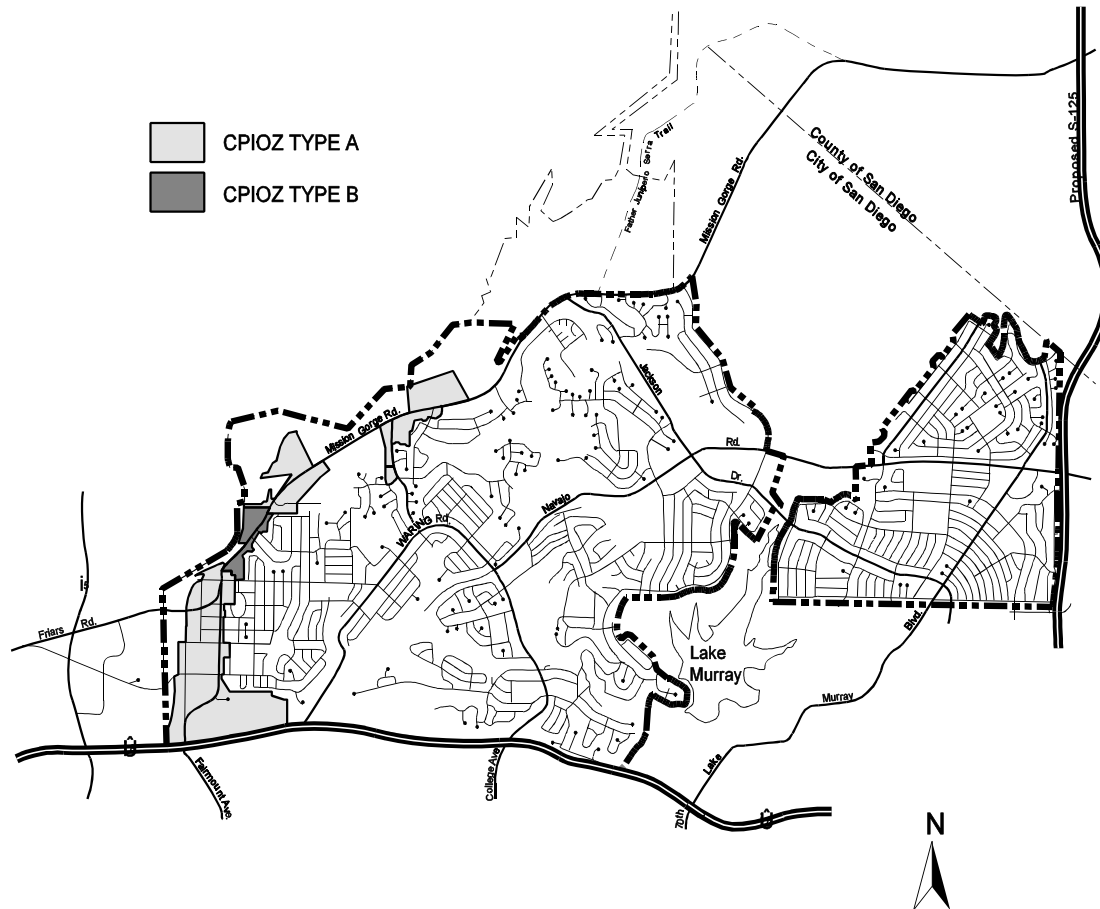 CPIOZ TYPE A
CPIOZ TYPE B
Father Junipero Serra Trail
Mission Gorge Rd.
County of San Diego
City of San Diego
Proposed S-125
Jackson
Mission Gorge Rd.
Rd.
Dr.
Navajo
WARING Rd.
is
Friars Rd.
Lake
Murray
Blvd.
Murray
Lake
Fairmount Ave.
College Ave.
70th
Û
Û
N